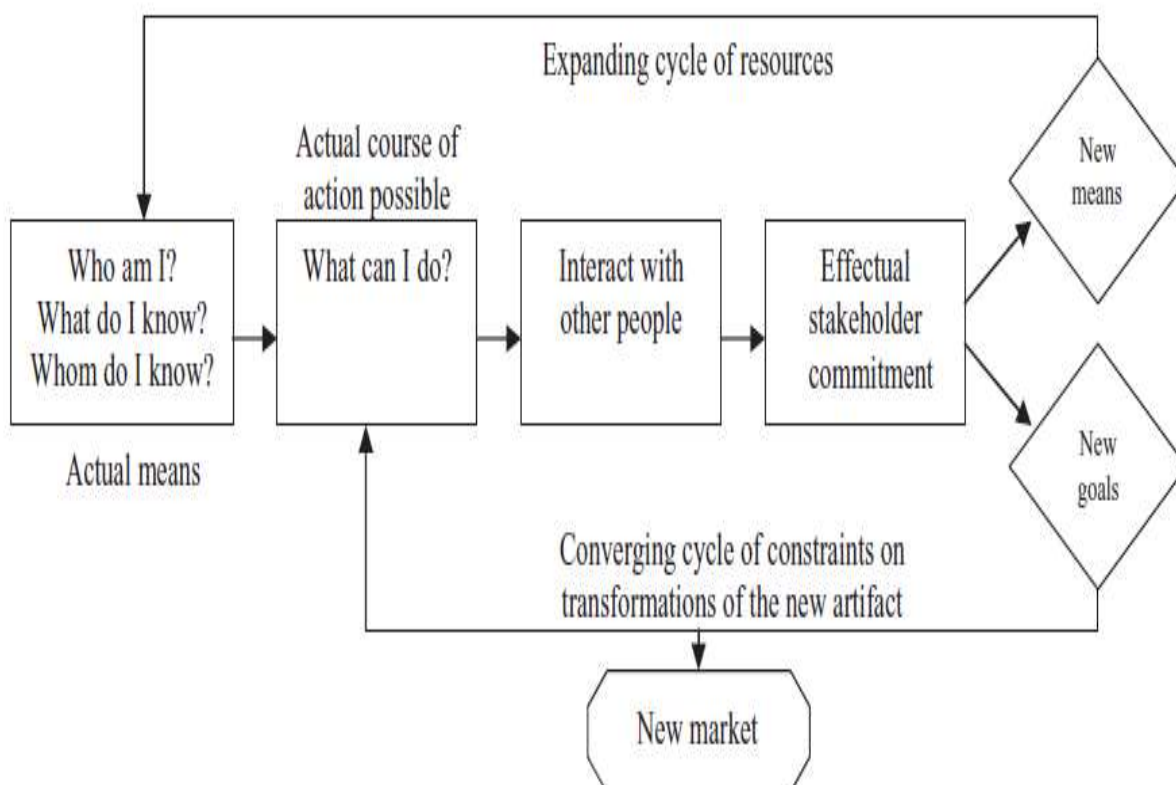 Expanding cycle of resources
New
means
Actual course of
action possible
Who am I?
What do I know?
Whom do I know?
What can I do?
Interact with
other people
Effectual
stakeholder
commitment
Actual means
New
goals
Converging cycle of constraints on
transformations of the new artifact
New market